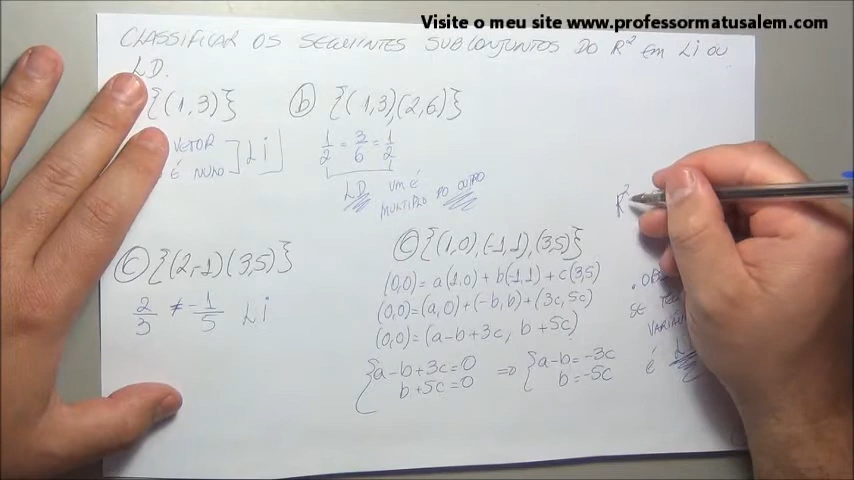 Visite o meu site www.professormatusalem.com
CLASSIFICAR OS SEGUINTES SUBCONJUNTOS DO R² EM Li OU
LD.
{(1,3)}
VETOR
É NULO ] Li
b {(1,3)(2,6)}
1/2 = 3/6 = 1/2
LD UM É
MULTIPLO DO OUTRO
c {(2,-1)(3,5)}
2/3 ≠ -1/5 Li
{(1,0),(-1,1),(3,5)}
(0,0)=a(1,0)+b(-1,1)+c(3,5)
(0,0)=(a,0)+(-b,b)+(3c,5c)
(0,0)=(a-b+3c, b+5c)
{a-b+3c=0 => {a-b=-3c
b+5c=0 b=-5c
R²
SE
É